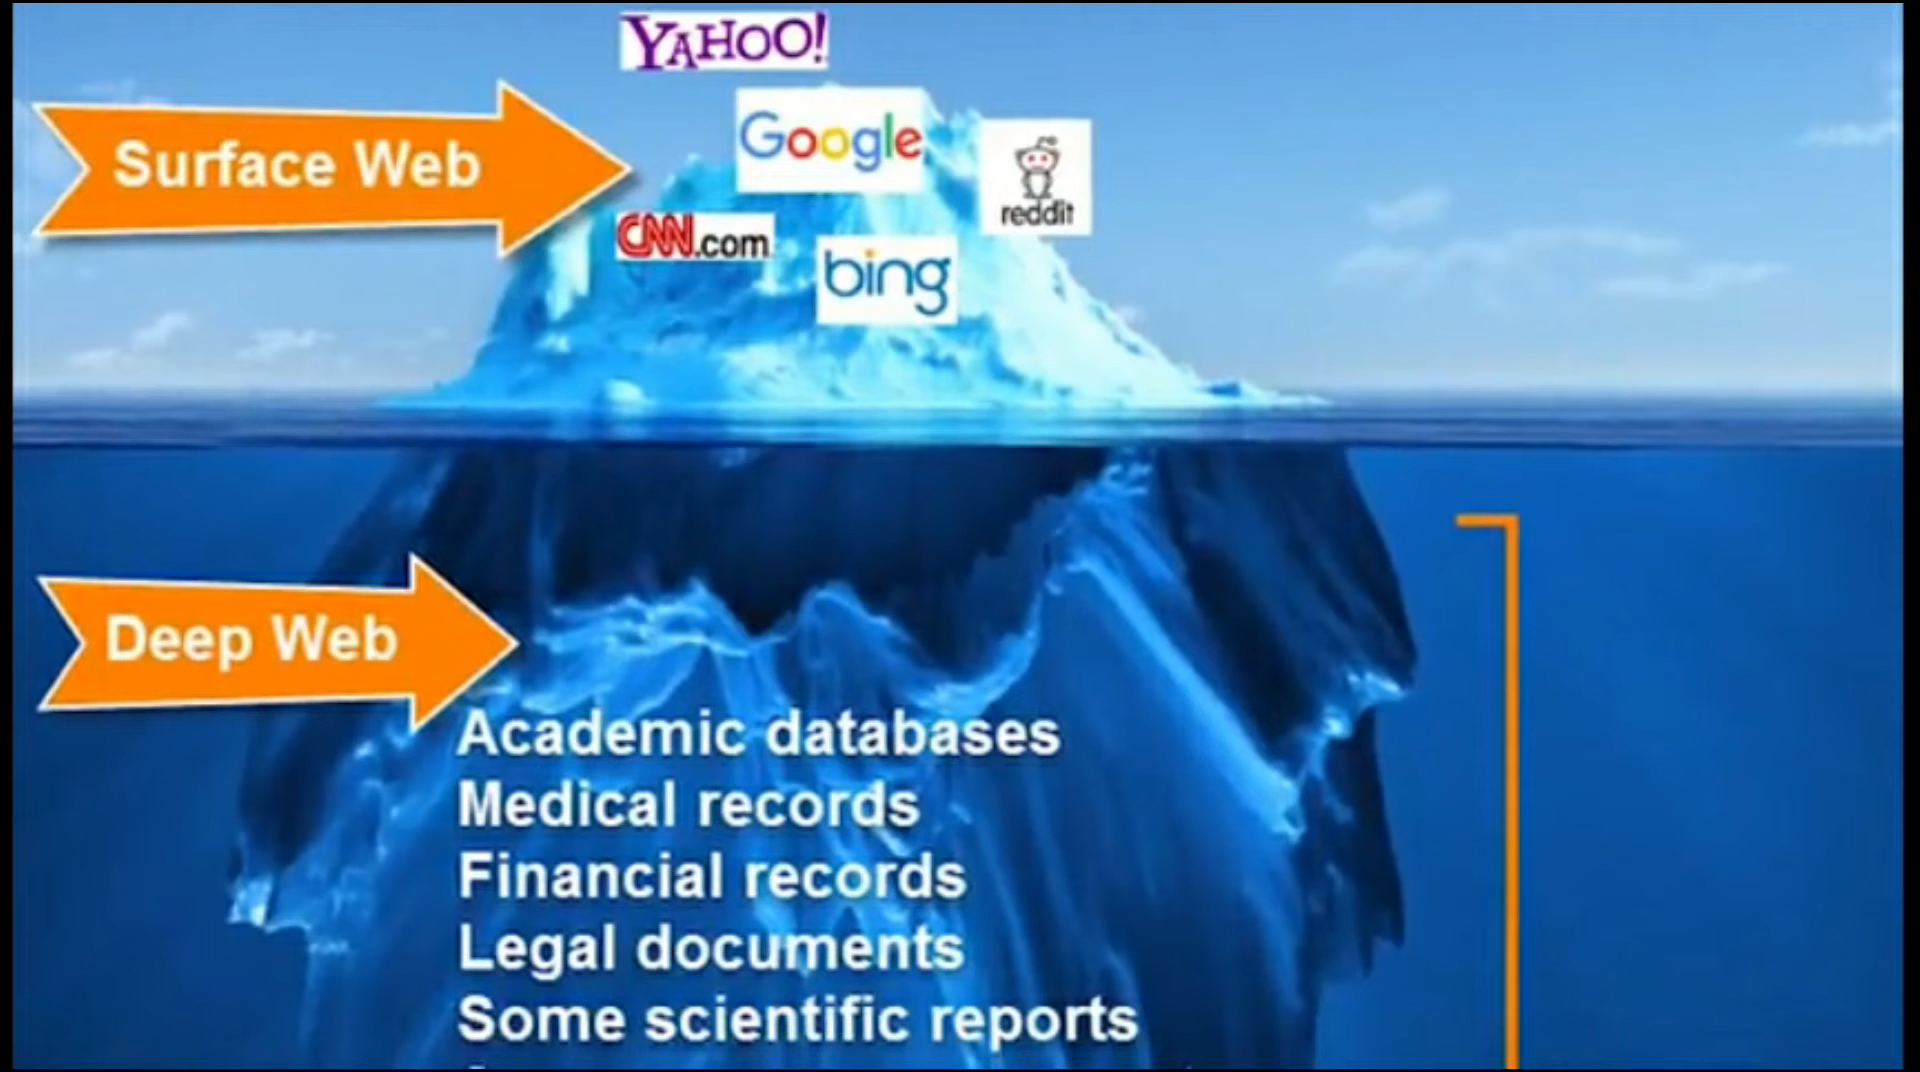 YAHOO!
Google
Surface Web
reddit
CNN.com
bing
Deep Web
Academic databases
Medical records
Financial records
Legal documents
Some scientific reports